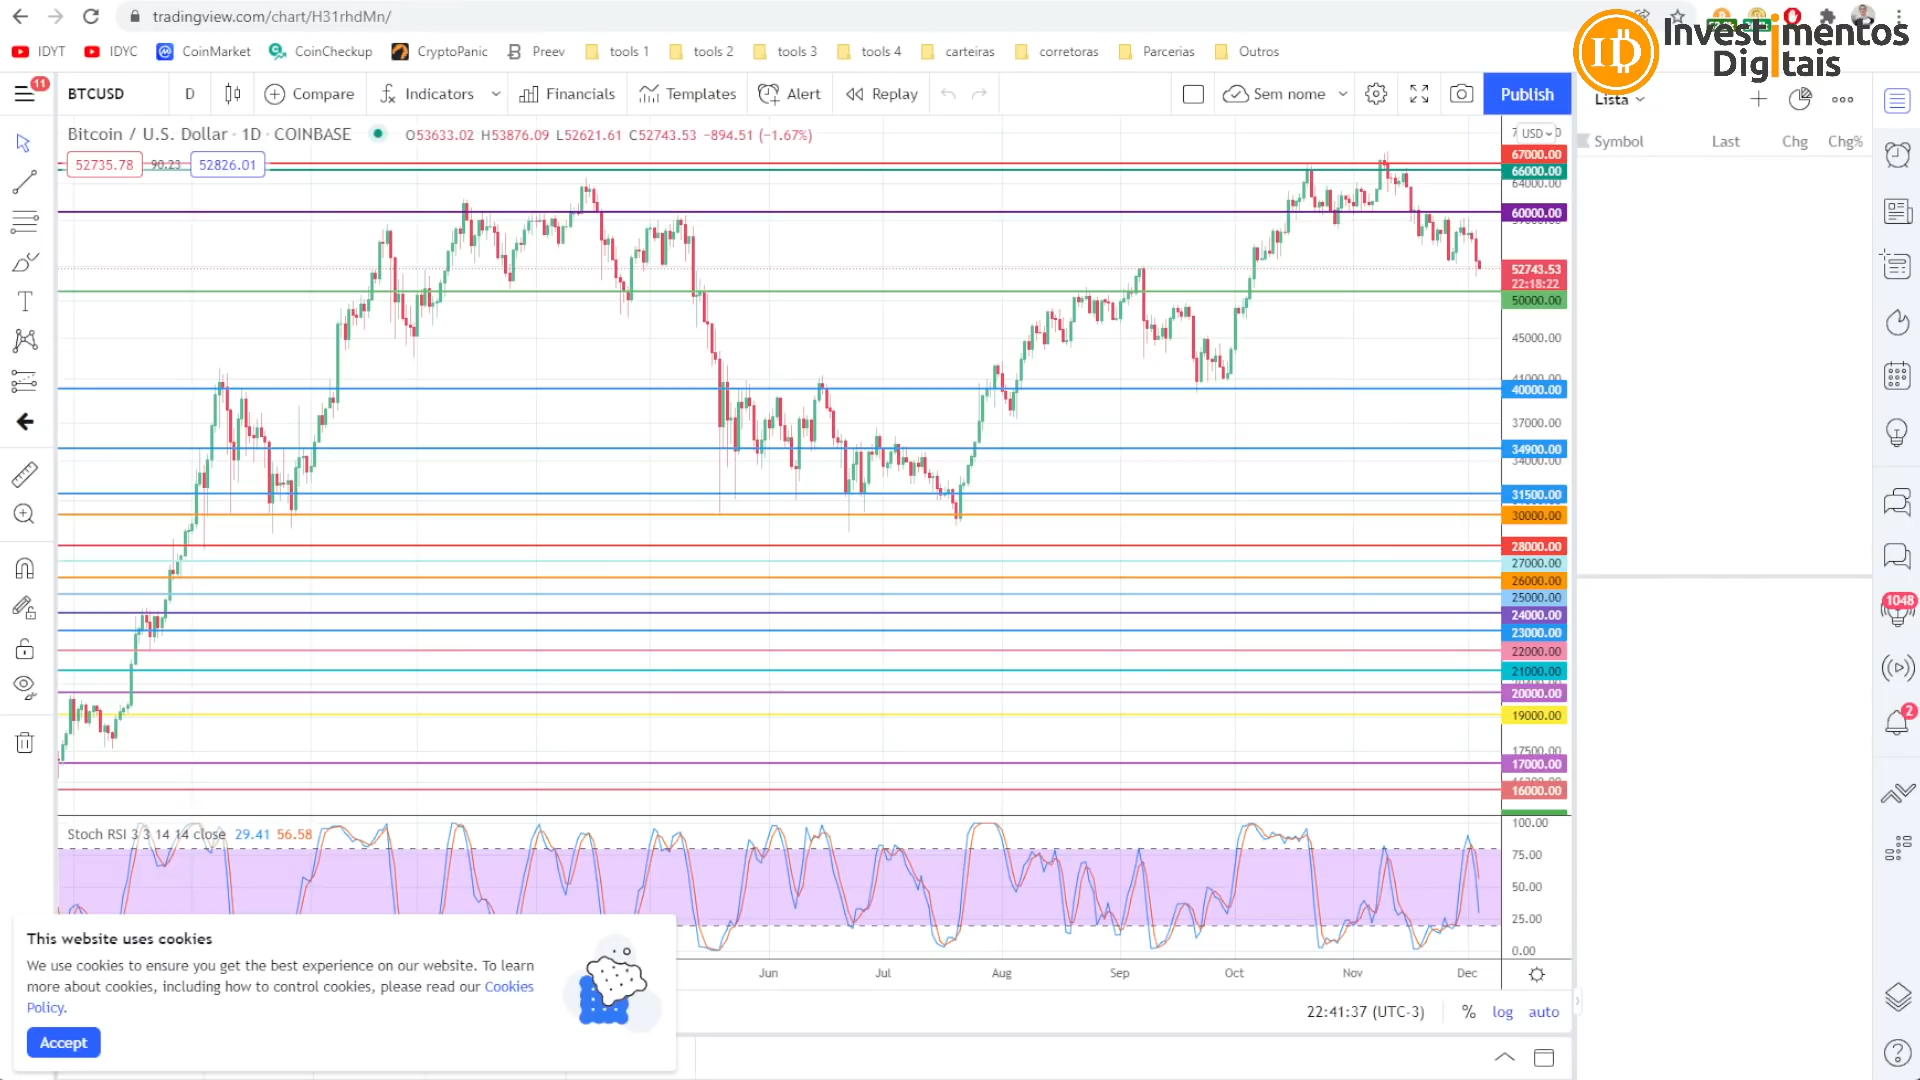 tradingview.com/chart/H31rhdMn/
IDYT IDYC CoinMarket CoinCheckup CryptoPanic Preev tools 1 tools 2 tools 3 tools 4 carteiras corretoras Parcerias Outros
ID Investimentos
Digitais
11 BTCUSD D Compare Indicators Financials Templates Alert Replay Sem nome Publish
Lista
Bitcoin / U.S. Dollar · 1D · COINBASE O53633.02 H53876.09 L52621.61 C52743.53 −894.51 (−1.67%)
USD
Symbol Last Chg Chg%
52735.78 90.23 52826.01
67000.00
66000.00
64000.00
60000.00
52743.53
22:18:22
50000.00
45000.00
40000.00
37000.00
34900.00
34000.00
31500.00
30000.00
28000.00
27000.00
26000.00
25000.00
24000.00
23000.00
22000.00
21000.00
20000.00
19000.00
17500.00
17000.00
16000.00
1048
2
Stoch RSI 3 3 14 14 close 29.41 56.58
100.00
75.00
50.00
25.00
0.00
Jun Jul Aug Sep Oct Nov Dec
This website uses cookies
We use cookies to ensure you get the best experience on our website. To learn
more about cookies, including how to control cookies, please read our Cookies
Policy.
Accept
22:41:37 (UTC-3) % log auto